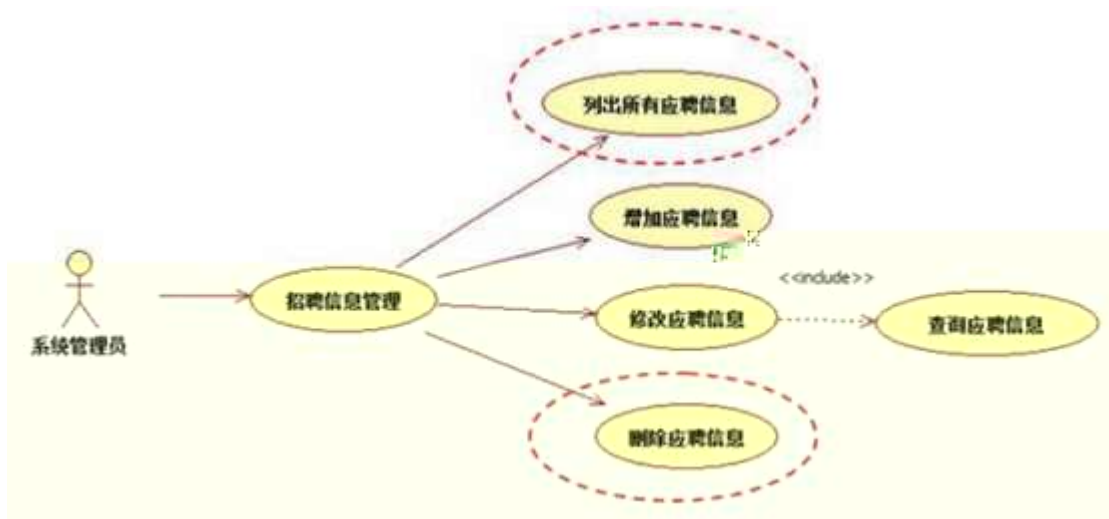 列出所有应聘信息
增加应聘信息
<<include>>
招聘信息管理
修改应聘信息
查询应聘信息
系统管理员
删除应聘信息